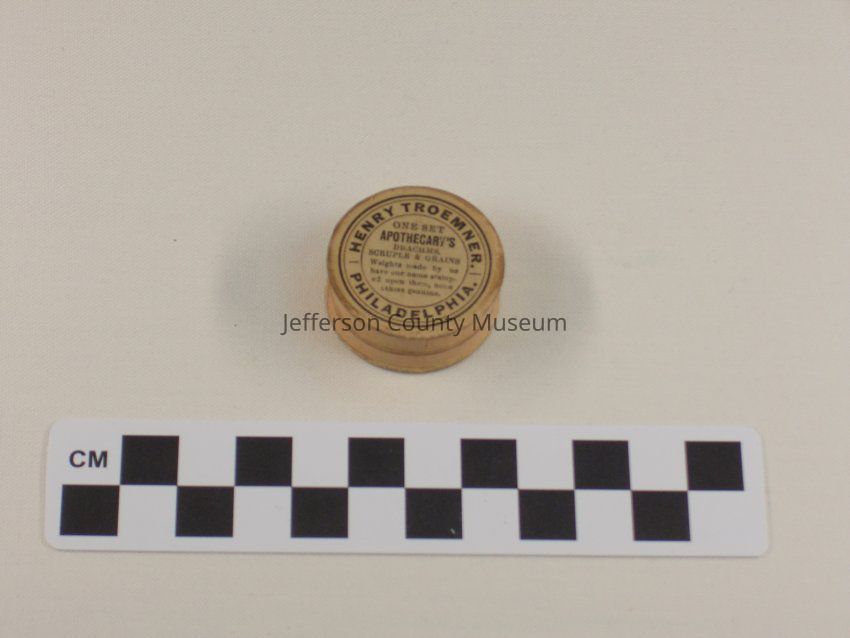 HENRY TROEMNER.
ONE SET
APOTHECARY'S
DRACHMS,
SCRUPLE & GRAINS
Weights made by us
have our name stamp-
ed upon them, none
others genuine.
PHILADELPHIA.
Jefferson County Museum
CM